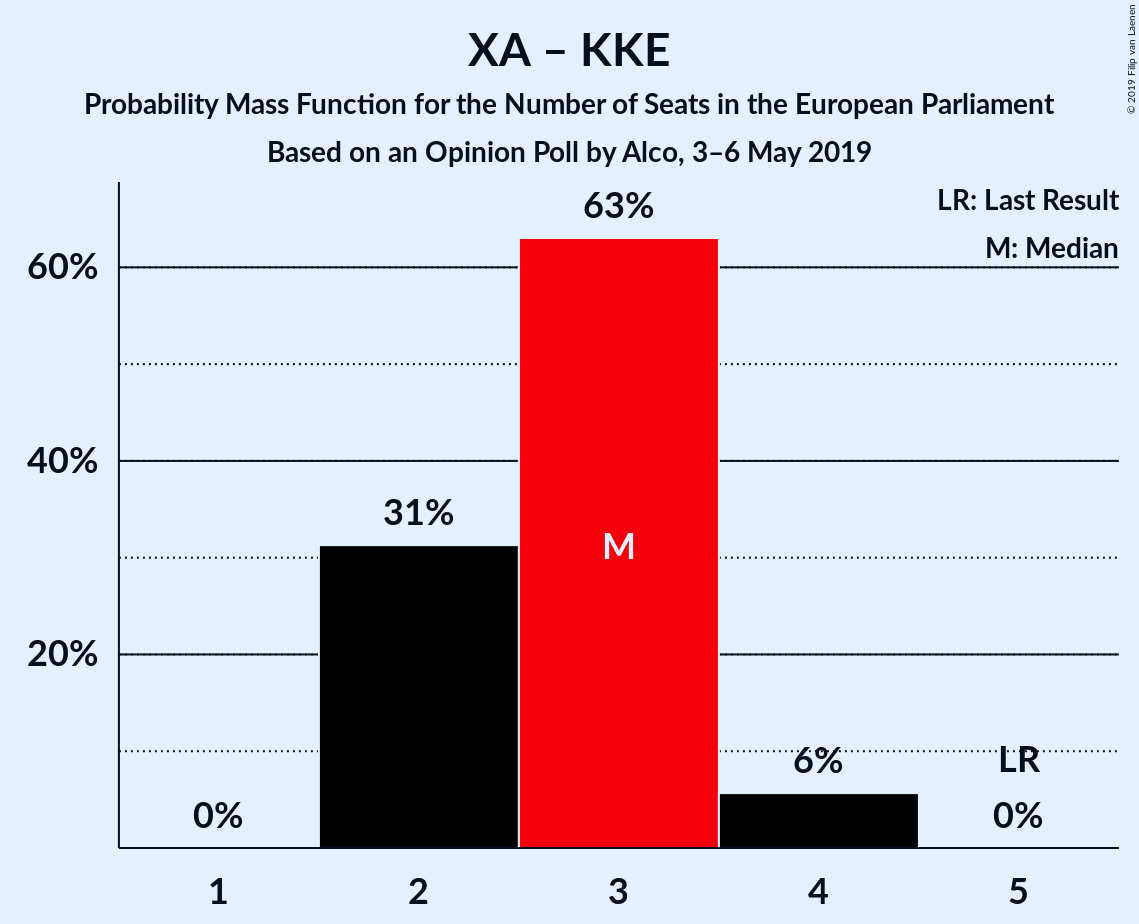 XA – KKE
Probability Mass Function for the Number of Seats in the European Parliament
Based on an Opinion Poll by Alco, 3–6 May 2019
© 2019 Filip van Laenen
LR: Last Result
M: Median
60%
40%
20%
0%
31%
63%
M
6%
LR
0%
1
2
3
4
5